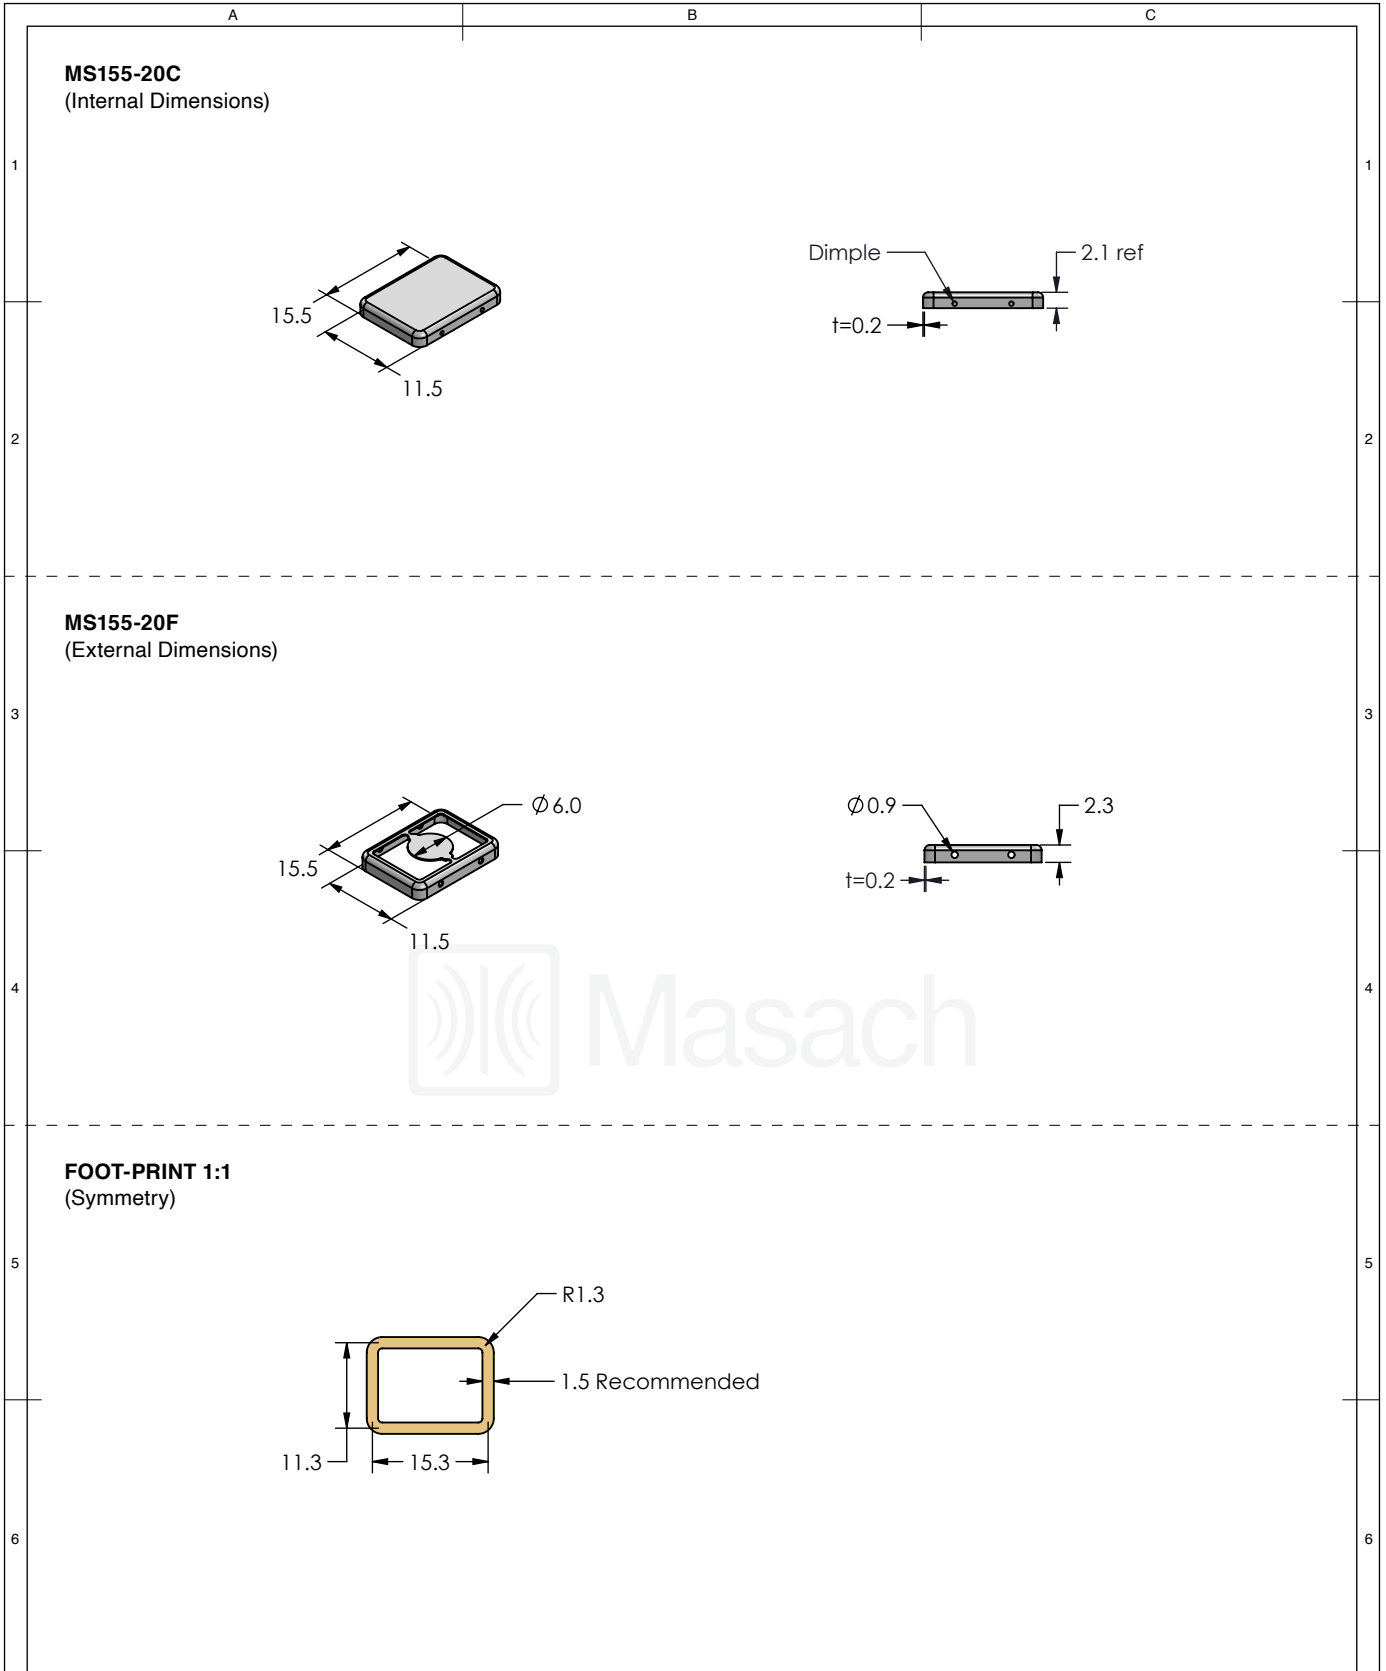 A B C
MS155-20C
(Internal Dimensions)
1 1
Dimple 2.1 ref
15.5 t=0.2
11.5
2 2
MS155-20F
(External Dimensions)
3 3
Ø6.0 Ø0.9 2.3
15.5 t=0.2
11.5
Masach
4 4
FOOT-PRINT 1:1
(Symmetry)
5 5
R1.3
1.5 Recommended
11.3 15.3
6 6